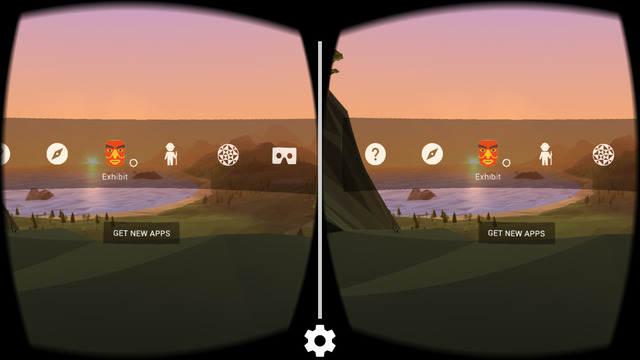 Exhibit
GET NEW APPS
?
Exhibit
GET NEW APPS